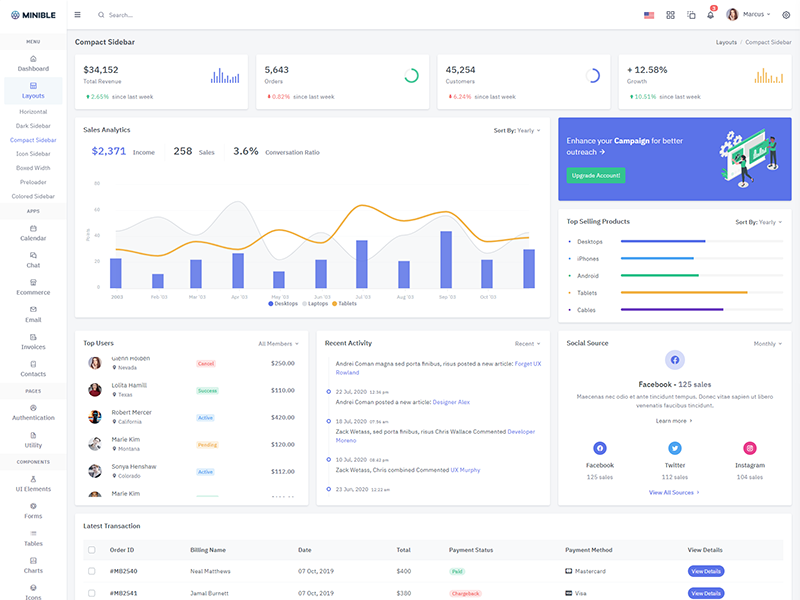 MINIBLE
Search...
3
Marcus
MENU
Dashboard
Layouts
Horizontal
Dark Sidebar
Compact Sidebar
Icon Sidebar
Boxed Width
Preloader
Colored Sidebar
APPS
Calendar
Chat
Ecommerce
Email
Invoices
Contacts
PAGES
Authentication
Utility
COMPONENTS
UI Elements
Forms
Tables
Charts
Icons
Compact Sidebar
Layouts / Compact Sidebar
$34,152
Total Revenue
2.65% since last week
5,643
Orders
0.82% since last week
45,254
Customers
6.24% since last week
+ 12.58%
Growth
10.51% since last week
Sales Analytics
Sort By: Yearly
$2,371 Income
258 Sales
3.6% Conversation Ratio
80
60
40
20
0
Points
2003 Feb '03 Mar '03 Apr '03 May '03 Jun '03 Jul '03 Aug '03 Sep '03 Oct '03
Desktops Laptops Tablets
Enhance your Campaign for better
outreach →
Upgrade Account!
Top Selling Products
Sort By: Yearly
Desktops
iPhones
Android
Tablets
Cables
Top Users
All Members
Glenn Holden
Nevada
Cancel
$250.00
Lolita Hamill
Texas
Success
$110.00
Robert Mercer
California
Active
$420.00
Marie Kim
Montana
Pending
$120.00
Sonya Henshaw
Colorado
Active
$112.00
Marie Kim
Recent Activity
Recent
Andrei Coman magna sed porta finibus, risus posted a new article: Forget UX
Rowland
22 Jul, 2020 12:36 pm
Andrei Coman posted a new article: Designer Alex
18 Jul, 2020 07:56 am
Zack Wetass, sed porta finibus, risus Chris Wallace Commented Developer
Moreno
10 Jul, 2020 08:42 pm
Zack Wetass, Chris combined Commented UX Murphy
23 Jun, 2020 12:22 am
Social Source
Monthly
Facebook - 125 sales
Maecenas nec odio et ante tincidunt tempus. Donec vitae sapien ut libero
venenatis faucibus tincidunt.
Learn more
Facebook
125 sales
Twitter
112 sales
Instagram
104 sales
View All Sources
Latest Transaction
Order ID Billing Name Date Total Payment Status Payment Method View Details
#MB2540 Neal Matthews 07 Oct, 2019 $400 Paid Mastercard View Details
#MB2541 Jamal Burnett 07 Oct, 2019 $380 Chargeback Visa View Details